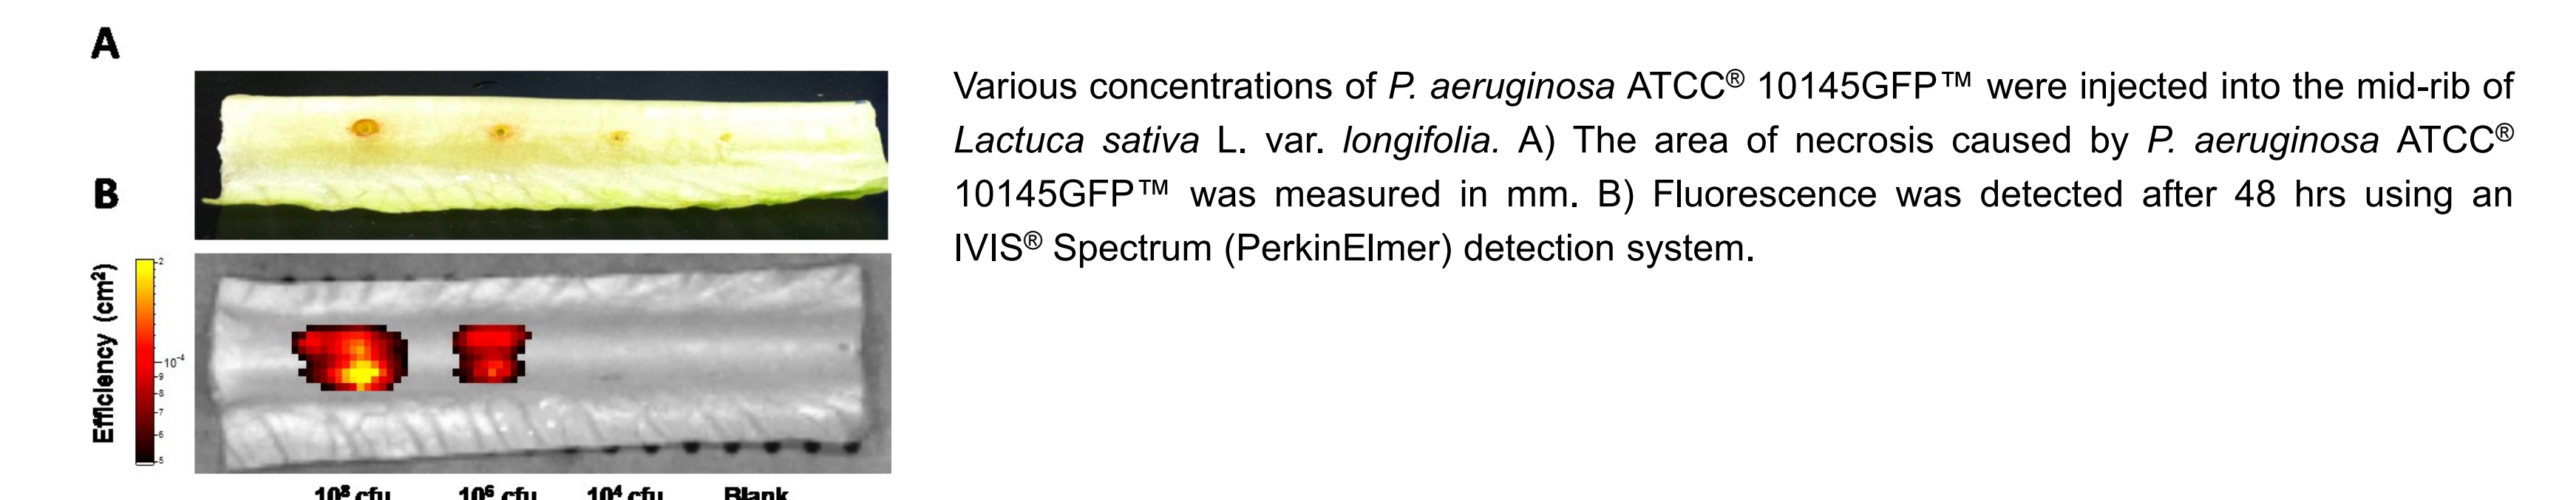 A
Various concentrations of P. aeruginosa ATCC® 10145GFP™ were injected into the mid-rib of
Lactuca sativa L. var. longifolia. A) The area of necrosis caused by P. aeruginosa ATCC®
10145GFP™ was measured in mm. B) Fluorescence was detected after 48 hrs using an
IVIS® Spectrum (PerkinElmer) detection system.
B
Efficiency (cm²)
2
10⁻⁴
9
8
7
6
5
10⁸ cfu 10⁶ cfu 10⁴ cfu Blank